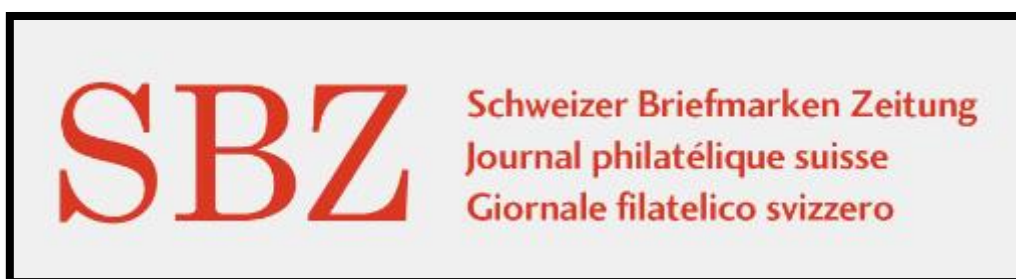 SBZ
Schweizer Briefmarken Zeitung
Journal philatélique suisse
Giornale filatelico svizzero